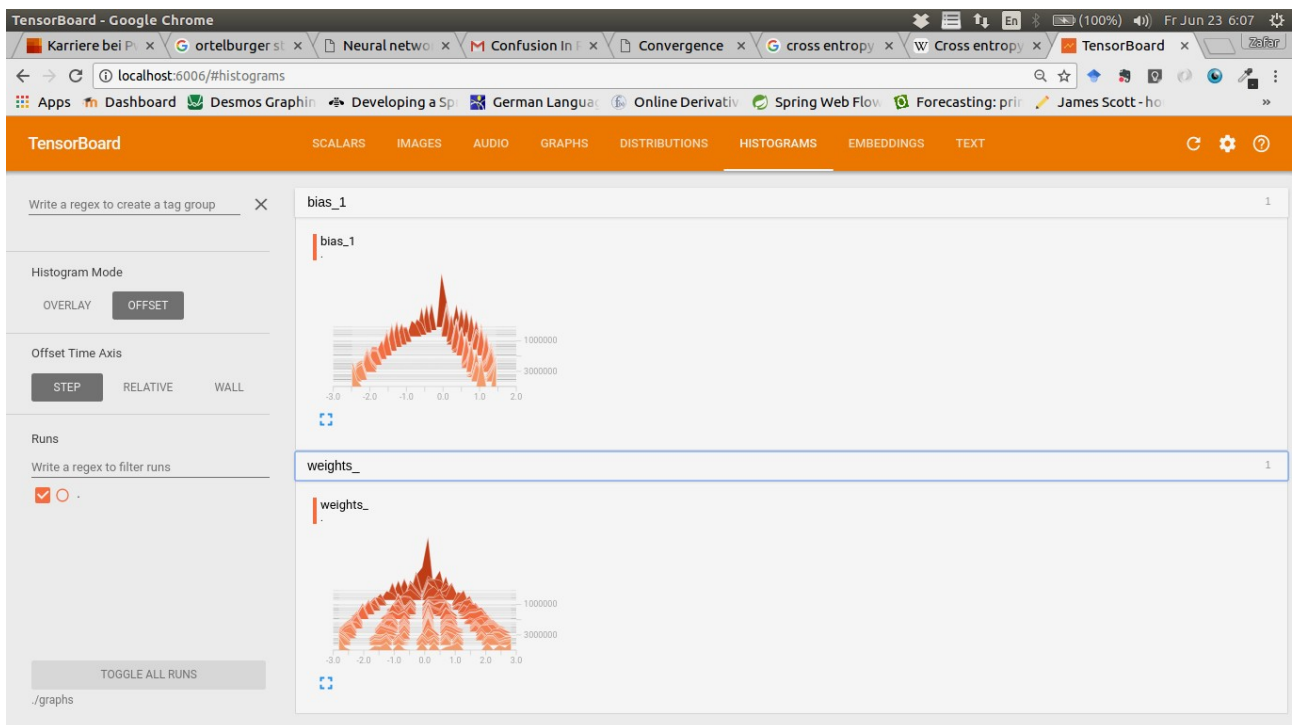 TensorBoard - Google Chrome
En (100%) Fr Jun 23 6:07
Karriere bei P ortelburger st Neural netwo Confusion In Convergence cross entropy Cross entropy TensorBoard Zafar
localhost:6006/#histograms
Apps Dashboard Desmos Graphin Developing a Sp German Languag Online Derivativ Spring Web Flow Forecasting: prin James Scott - ho »
TensorBoard SCALARS IMAGES AUDIO GRAPHS DISTRIBUTIONS HISTOGRAMS EMBEDDINGS TEXT
Write a regex to create a tag group
Histogram Mode
OVERLAY OFFSET
Offset Time Axis
STEP RELATIVE WALL
Runs
Write a regex to filter runs
.
TOGGLE ALL RUNS
./graphs
bias_1 1
bias_1
.
1000000
3000000
-3.0 -2.0 -1.0 0.0 1.0 2.0
weights_ 1
weights_
.
1000000
3000000
-3.0 -2.0 -1.0 0.0 1.0 2.0 3.0